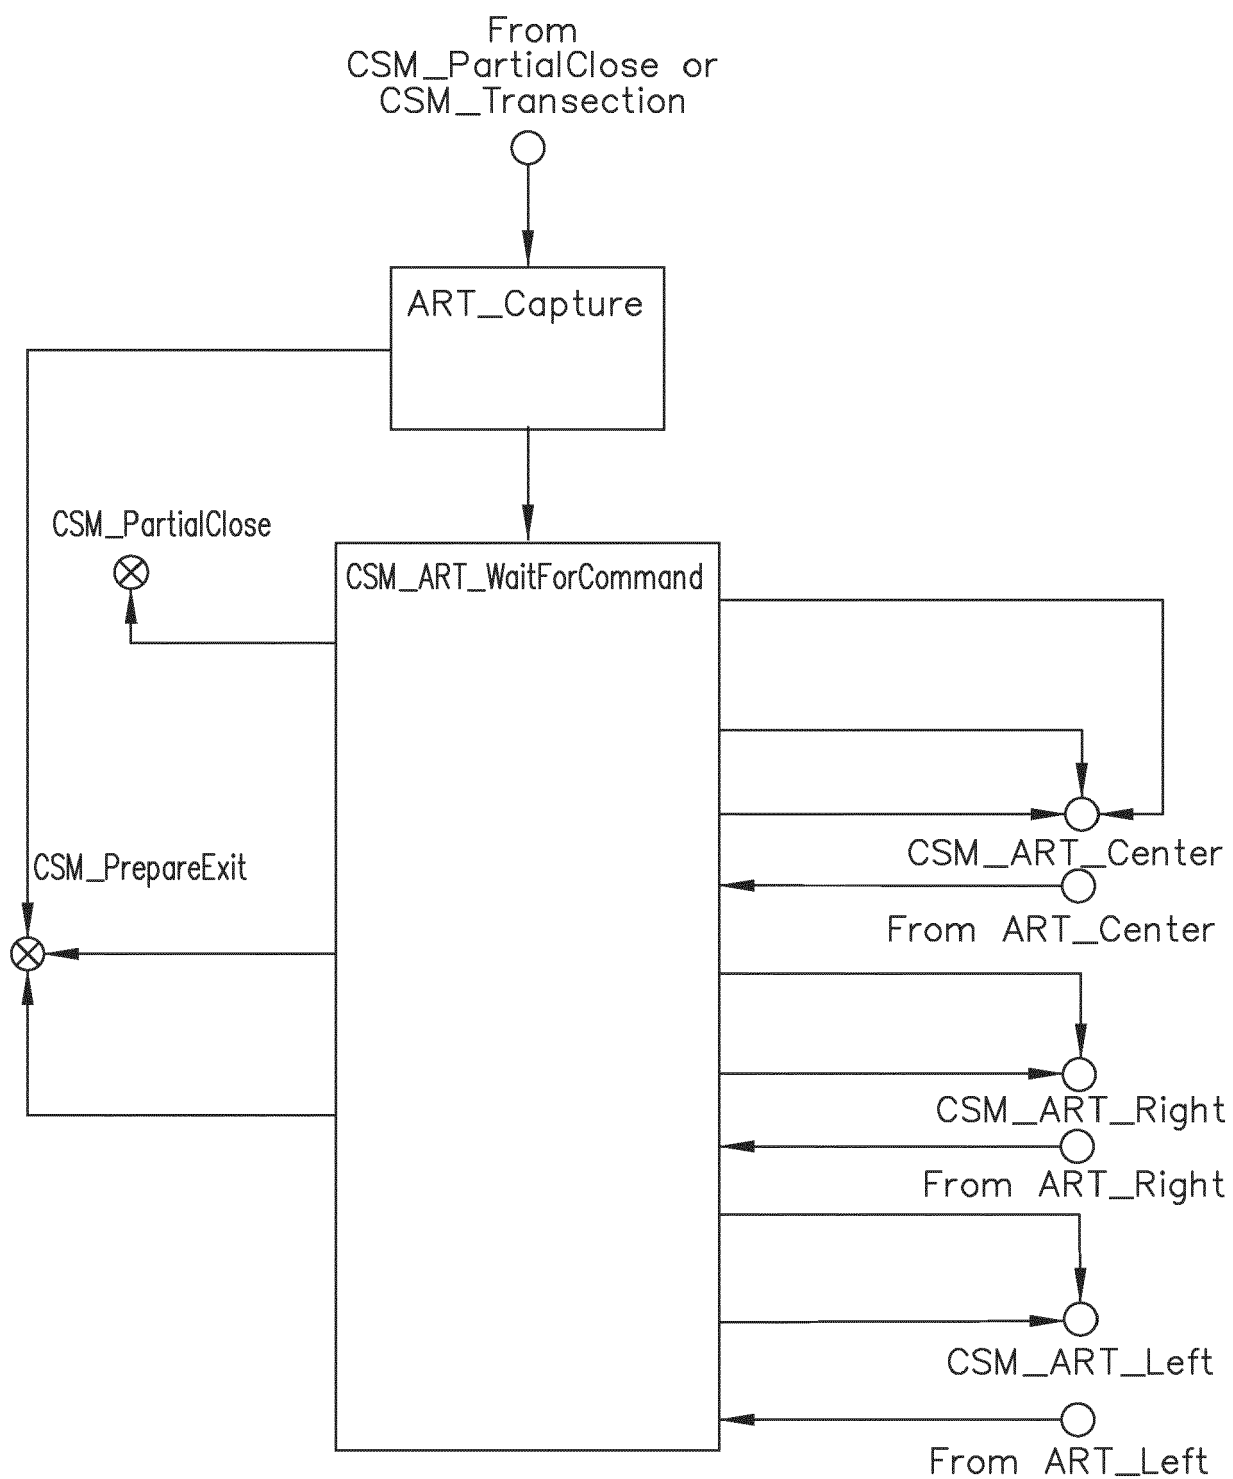 From
CSM_PartialClose or
CSM_Transection
ART_Capture
CSM_PartialClose
CSM_ART_WaitForCommand
CSM_ART_Center
CSM_PrepareExit
From ART_Center
CSM_ART_Right
From ART_Right
CSM_ART_Left
From ART_Left